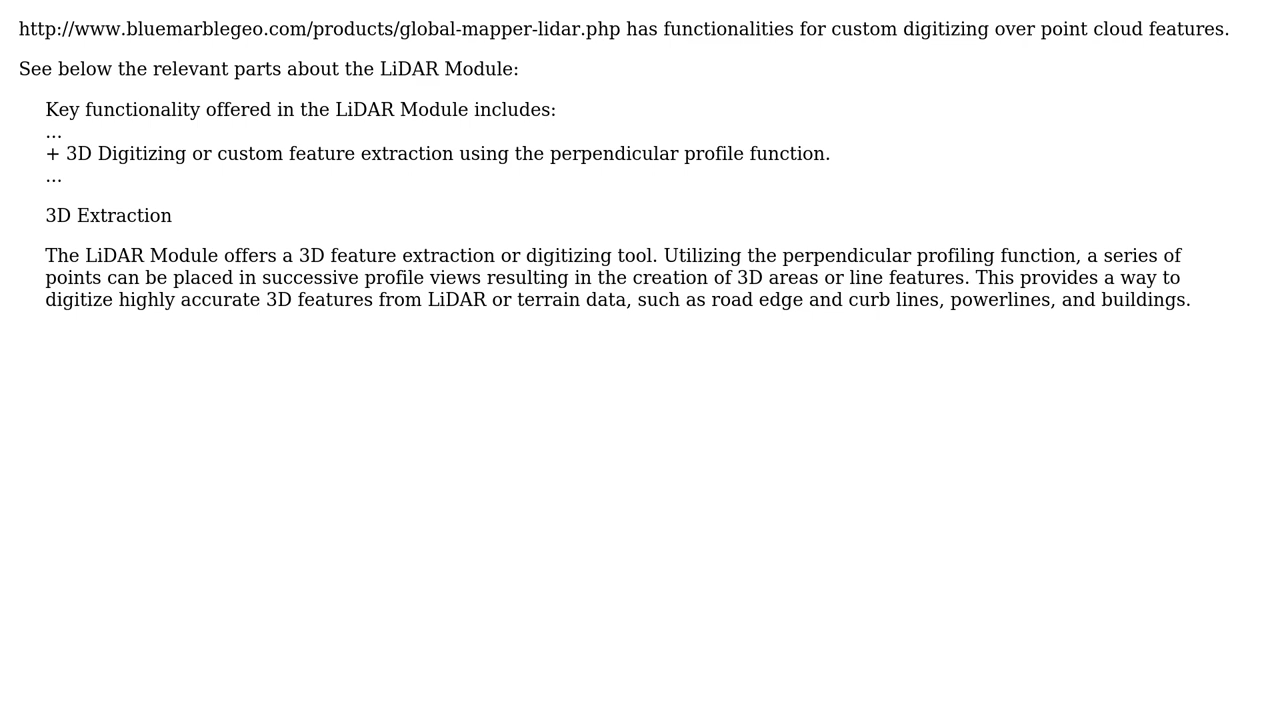 http://www.bluemarblegeo.com/products/global-mapper-lidar.php has functionalities for custom digitizing over point cloud features.
See below the relevant parts about the LiDAR Module:
Key functionality offered in the LiDAR Module includes:
...
+ 3D Digitizing or custom feature extraction using the perpendicular profile function.
...
3D Extraction
The LiDAR Module offers a 3D feature extraction or digitizing tool. Utilizing the perpendicular profiling function, a series of
points can be placed in successive profile views resulting in the creation of 3D areas or line features. This provides a way to
digitize highly accurate 3D features from LiDAR or terrain data, such as road edge and curb lines, powerlines, and buildings.